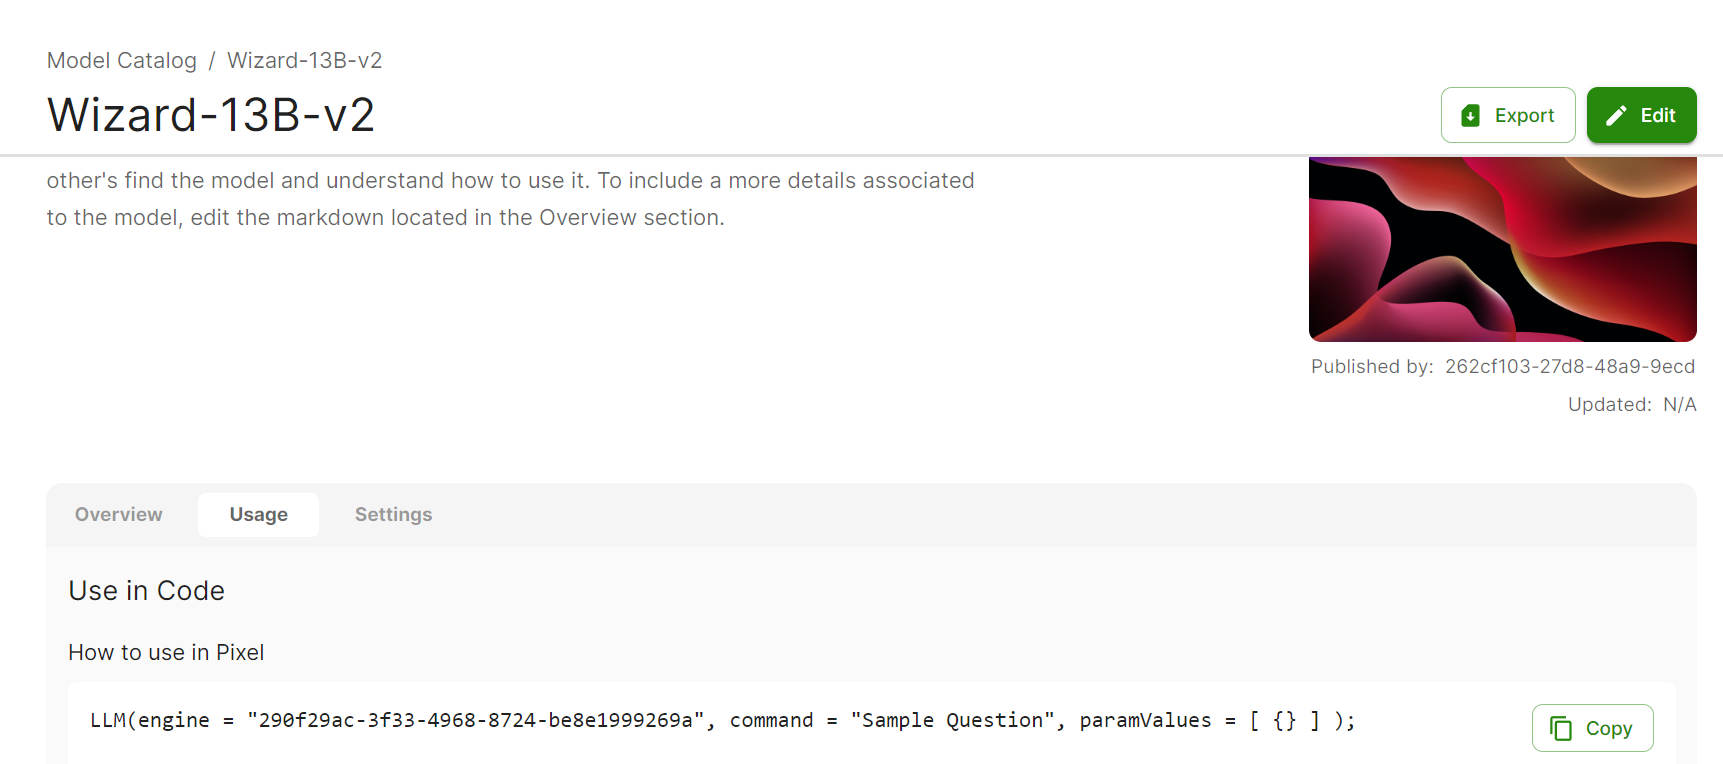 Model Catalog / Wizard-13B-v2
Wizard-13B-v2
Export
Edit
other's find the model and understand how to use it. To include a more details associated
to the model, edit the markdown located in the Overview section.
Published by: 262cf103-27d8-48a9-9ecd
Updated: N/A
Overview
Usage
Settings
Use in Code
How to use in Pixel
LLM(engine = "290f29ac-3f33-4968-8724-be8e1999269a", command = "Sample Question", paramValues = [ {} ] );
Copy